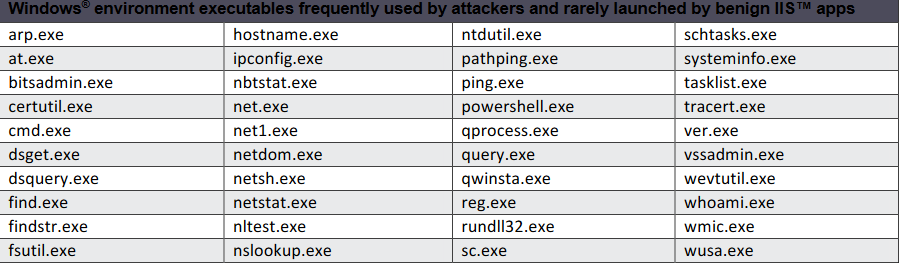 Windows® environment executables frequently used by attackers and rarely launched by benign IIS™ apps
arp.exe hostname.exe ntdutil.exe schtasks.exe
at.exe ipconfig.exe pathping.exe systeminfo.exe
bitsadmin.exe nbtstat.exe ping.exe tasklist.exe
certutil.exe net.exe powershell.exe tracert.exe
cmd.exe net1.exe qprocess.exe ver.exe
dsget.exe netdom.exe query.exe vssadmin.exe
dsquery.exe netsh.exe qwinsta.exe wevtutil.exe
find.exe netstat.exe reg.exe whoami.exe
findstr.exe nltest.exe rundll32.exe wmic.exe
fsutil.exe nslookup.exe sc.exe wusa.exe